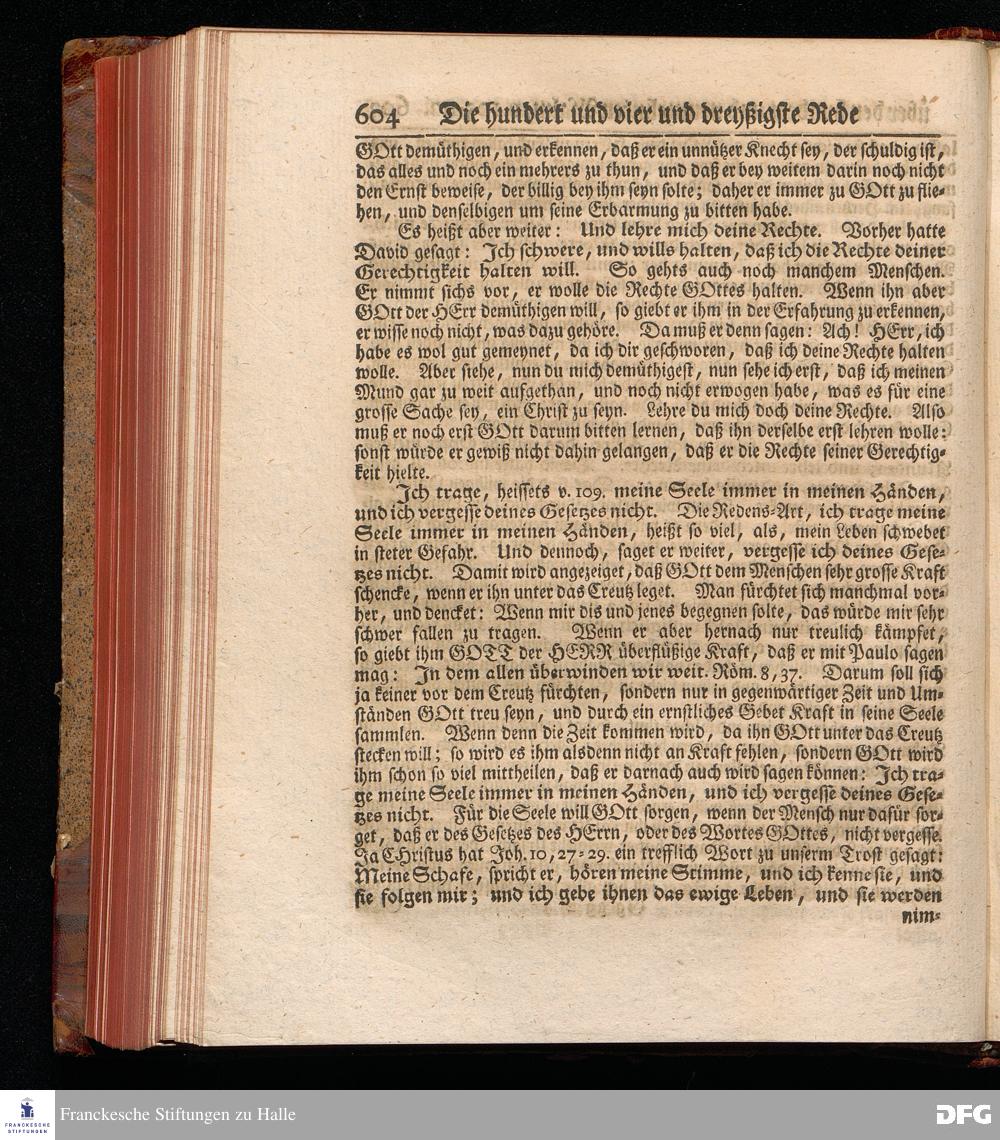 604 Die hundert und vier und dreyßigste Rede
GOtt demüthigen, und erkennen, daß er ein unnützer Knecht sey, der schuldig ist,
das alles und noch ein mehrers zu thun, und daß er bey weitem darin noch nicht
den Ernst beweise, der billig bey ihm seyn solte; daher er immer zu GOtt zu flie-
hen, und denselbigen um seine Erbarmung zu bitten habe.
Es heißt aber weiter: Und lehre mich deine Rechte. Vorher hatte
David gesagt: Ich schwere, und wills halten, daß ich die Rechte deiner
Gerechtigkeit halten will. So gehts auch noch manchem Menschen.
Er nimmt sichs vor, er wolle die Rechte GOttes halten. Wenn ihn aber
GOtt der HErr demüthigen will, so giebt er ihm in der Erfahrung zu erkennen,
er wisse noch nicht, was dazu gehöre. Da muß er denn sagen: Ach! HErr, ich
habe es wol gut gemeynet, da ich dir geschworen, daß ich deine Rechte halten
wolle. Aber siehe, nun du mich demüthigest, nun sehe ich erst, daß ich meinen
Mund gar zu weit aufgethan, und noch nicht erwogen habe, was es für eine
grosse Sache sey, ein Christ zu seyn. Lehre du mich doch deine Rechte. Also
muß er noch erst GOtt darum bitten lernen, daß ihn derselbe erst lehren wolle:
sonst würde er gewiß nicht dahin gelangen, daß er die Rechte seiner Gerechtig-
keit hielte.
Ich trage, heissets v. 109. meine Seele immer in meinen Händen,
und ich vergesse deines Gesetzes nicht. Die Redens-Art, ich trage meine
Seele immer in meinen Händen, heißt so viel, als, mein Leben schwebet
in steter Gefahr. Und dennoch, saget er weiter, vergesse ich deines Gese-
tzes nicht. Damit wird angezeiget, daß GOtt dem Menschen sehr grosse Kraft
schencke, wenn er ihn unter das Creutz leget. Man fürchtet sich manchmal vor-
her, und dencket: Wenn mir dis und jenes begegnen solte, das würde mir sehr
schwer fallen zu tragen. Wenn er aber hernach nur treulich kämpfet,
so giebt ihm GOTT der HERR überflüßige Kraft, daß er mit Paulo sagen
mag: In dem allen überwinden wir weit. Röm. 8, 37. Darum soll sich
ja keiner vor dem Creutz fürchten, sondern nur in gegenwärtiger Zeit und Um-
ständen GOtt treu seyn, und durch ein ernstliches Gebet Kraft in seine Seele
sammlen. Wenn denn die Zeit kommen wird, da ihn GOtt unter das Creutz
stecken will; so wird es ihm alsdenn nicht an Kraft fehlen, sondern GOtt wird
ihm schon so viel mittheilen, daß er darnach auch wird sagen können: Ich tra-
ge meine Seele immer in meinen Händen, und ich vergesse deines Gese-
tzes nicht. Für die Seele will GOtt sorgen, wenn der Mensch nur dafür sor-
get, daß er des Gesetzes des HErrn, oder des Wortes GOttes, nicht vergesse.
Ja CHristus hat Joh. 10, 27-29. ein trefflich Wort zu unserm Trost gesagt:
Meine Schafe, spricht er, hören meine Stimme, und ich kenne sie, und
sie folgen mir; und ich gebe ihnen das ewige Leben, und sie werden
nim-
FRANCKESCHE
STIFTUNGEN
Franckesche Stiftungen zu Halle
DFG